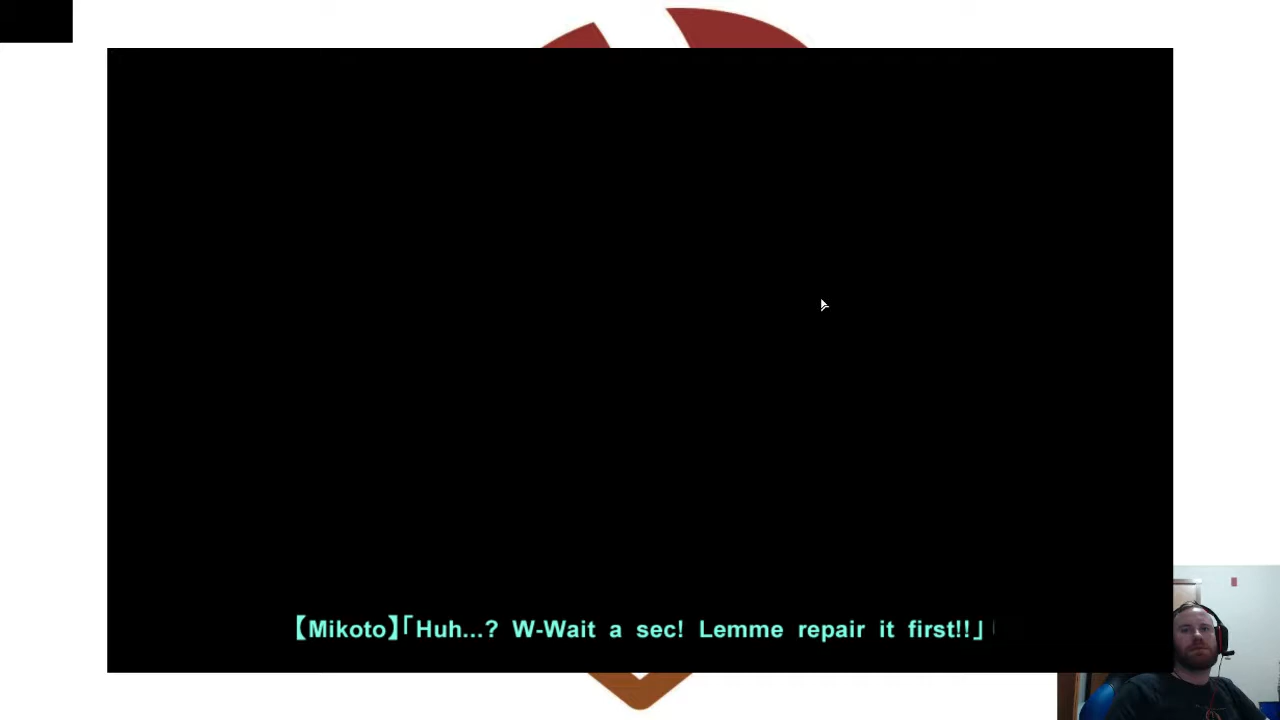 【Mikoto】「Huh...? W-Wait a sec! Lemme repair it first!!」